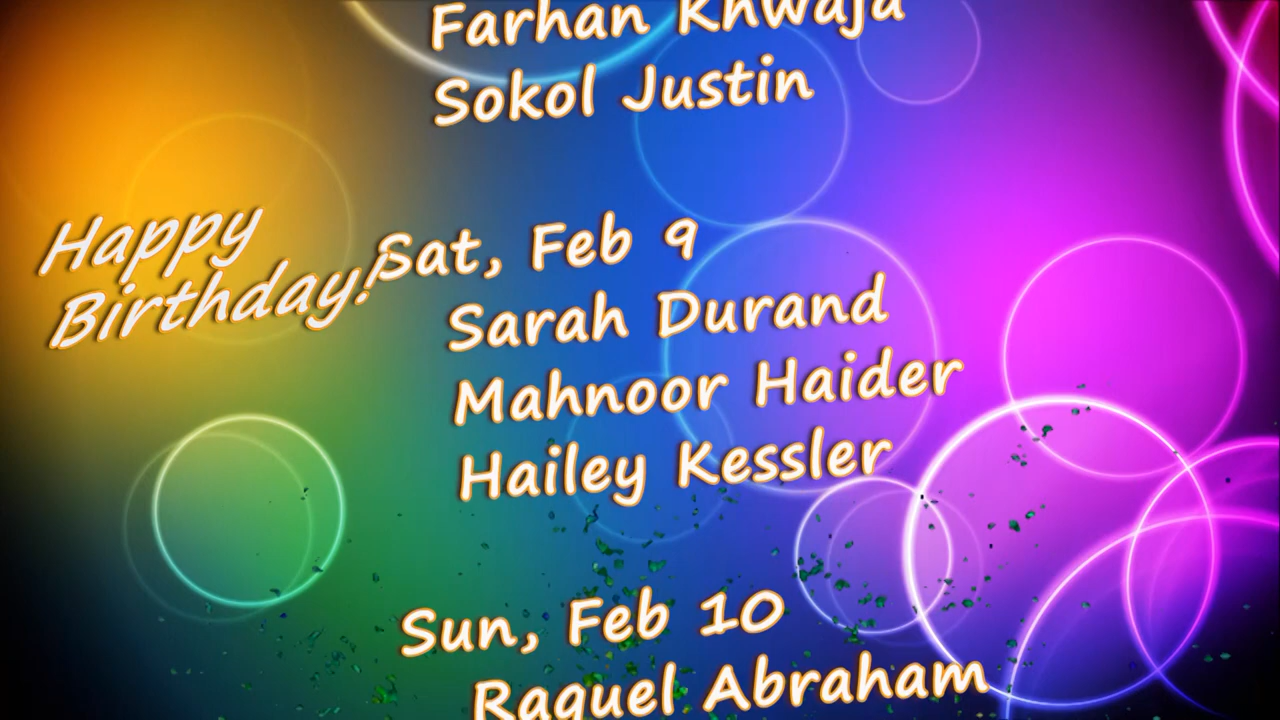 Farhan Khwaja
Sokol Justin
Happy
Birthday!
Sat, Feb 9
Sarah Durand
Mahnoor Haider
Hailey Kessler
Sun, Feb 10
Raquel Abraham